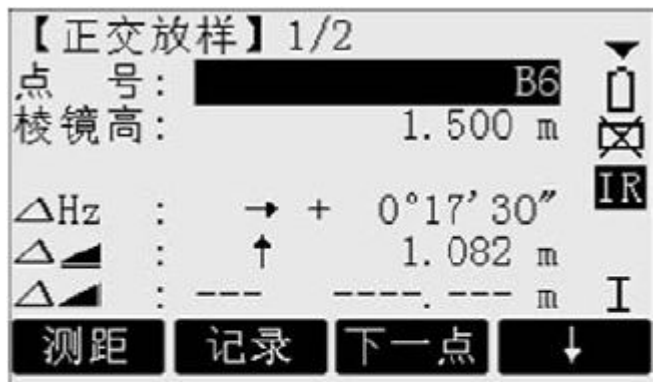 【正交放样】1/2
点 号: B6
棱镜高: 1.500 m
IR
△Hz : → + 0°17'30"
△ : ↑ 1.082 m
△ : --- ----.--- m I
测距 记录 下一点 ↓